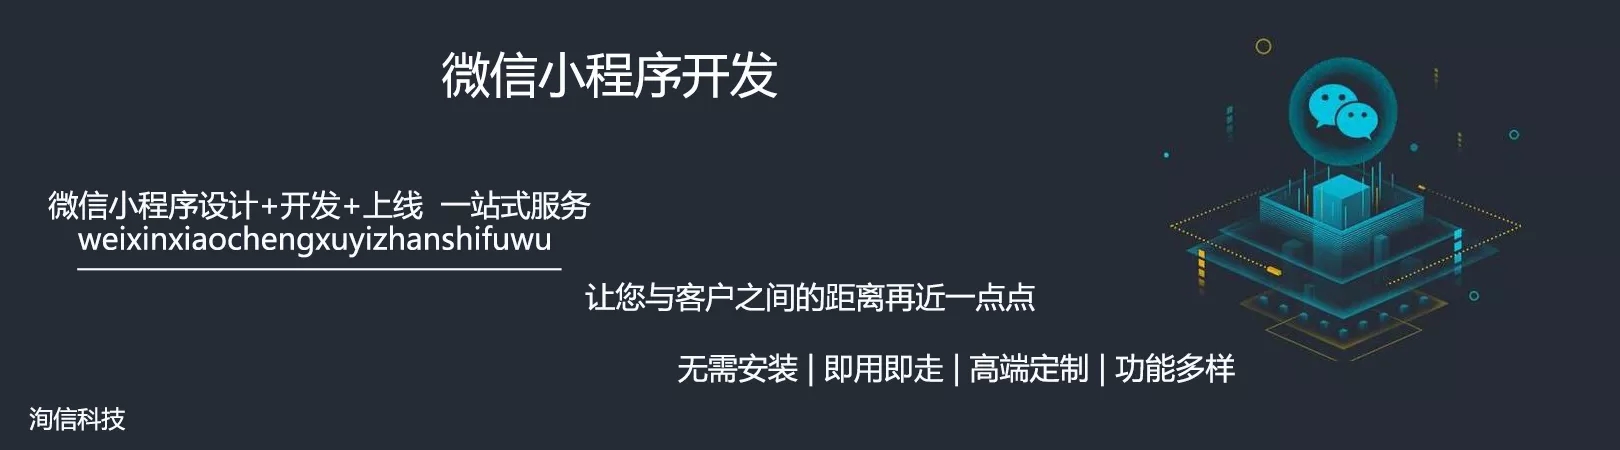 微信小程序开发
微信小程序设计+开发+上线 一站式服务
weixinxiaochengxuyizhanshifuwu
让您与客户之间的距离再近一点点
无需安装 | 即用即走 | 高端定制 | 功能多样
洵信科技